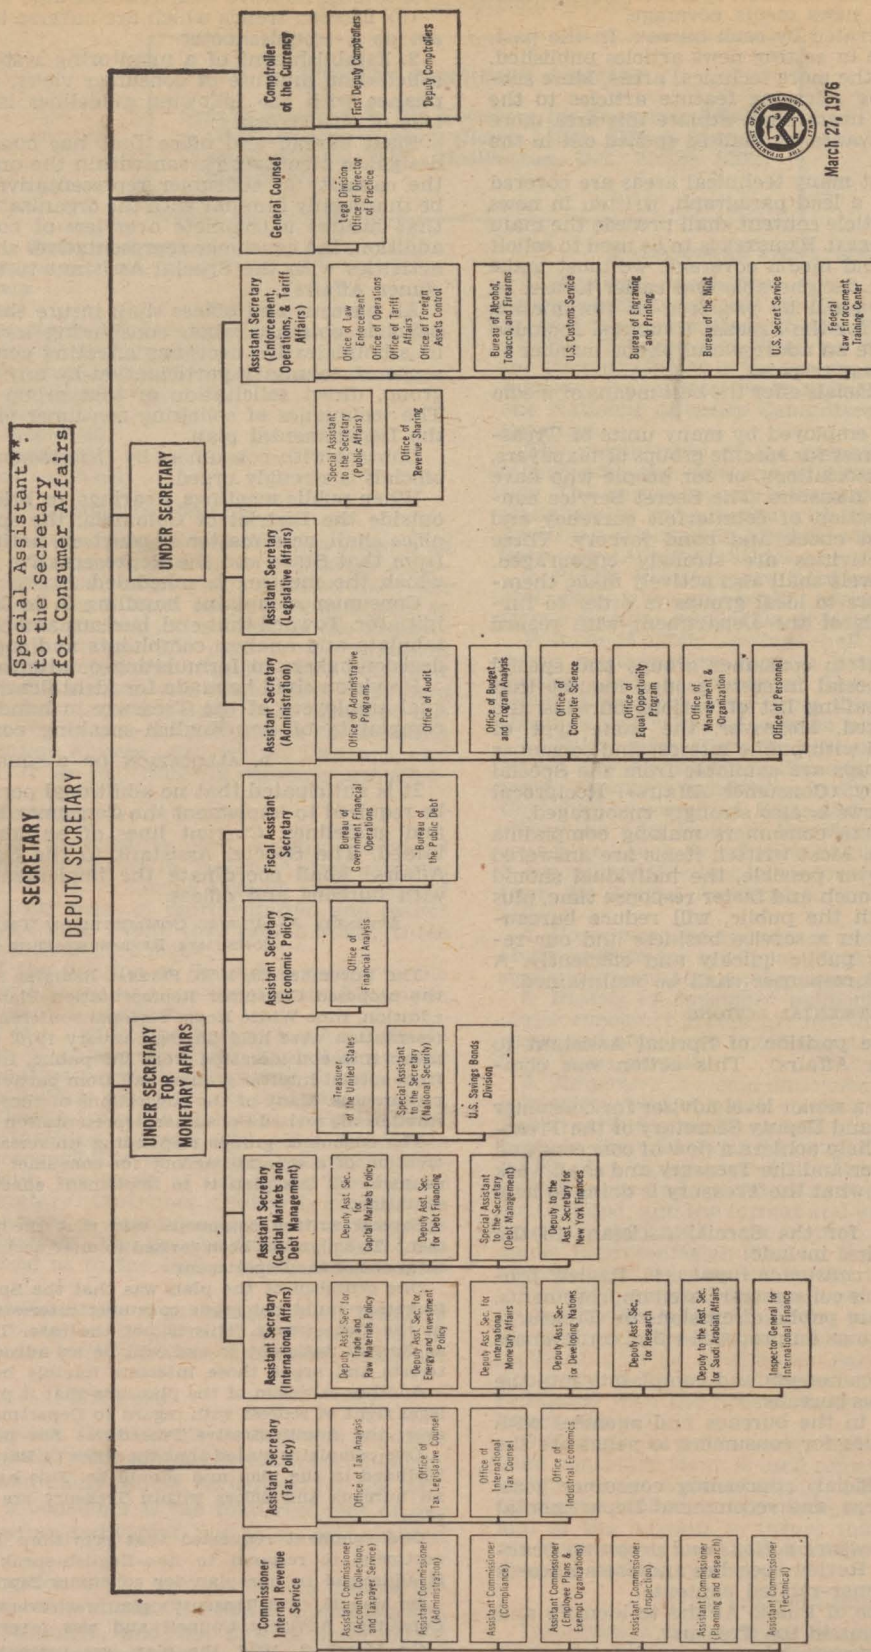 Special Assistant**
to the Secretary
for Consumer Affairs
SECRETARY
DEPUTY SECRETARY
UNDER SECRETARY
FOR
MONETARY AFFAIRS
UNDER SECRETARY
Commissioner
Internal Revenue
Service
Assistant Commissioner
(Accounts, Collection,
and Taxpayer Service)
Assistant Commissioner
(Administration)
Assistant Commissioner
(Compliance)
Assistant Commissioner
(Employee Plans &
Exempt Organizations)
Assistant Commissioner
(Inspection)
Assistant Commissioner
(Planning and Research)
Assistant Commissioner
(Technical)
Assistant Secretary
(Tax Policy)
Office of Tax Analysis
Office of
Tax Legislative Counsel
Office of
International
Tax Counsel
Office of
Industrial Economics
Assistant Secretary
(International Affairs)
Deputy Asst. Sec. for
Trade and
Raw Materials Policy
Deputy Asst. Sec. for
Energy and Investment
Policy
Deputy Asst. Sec. for
International
Monetary Affairs
Deputy Asst. Sec.
for Developing Nations
Deputy Asst. Sec.
for Research
Deputy to the Asst. Sec.
for Saudi Arabian Affairs
Inspector General for
International Finance
Assistant Secretary
(Capital Markets and
Debt Management)
Deputy Asst. Sec.
for
Capital Markets Policy
Deputy Asst. Sec.
for Debt Financing
Special Assistant
to the Secretary
(Debt Management)
Deputy to the
Asst. Secretary for
New York Finances
Treasurer
of the United States
Special Assistant
to the Secretary
(National Security)
U.S. Savings Bonds
Division
Assistant Secretary
(Economic Policy)
Office of
Financial Analysis
Fiscal Assistant
Secretary
Bureau of
Government Financial
Operations
Bureau of
the Public Debt
Assistant Secretary
(Administration)
Office of Administrative
Programs
Office of Audit
Office of Budget
and Program Analysis
Office of
Computer Science
Office of
Equal Opportunity
Program
Office of
Management &
Organization
Office of Personnel
Assistant Secretary
(Legislative Affairs)
Special Assistant
to the Secretary
(Public Affairs)
Office of
Revenue Sharing
Assistant Secretary
(Enforcement,
Operations, & Tariff
Affairs)
Office of Law
Enforcement
Office of Operations
Office of Tariff
Affairs
Office of Foreign
Assets Control
Bureau of Alcohol,
Tobacco, and Firearms
U.S. Customs Service
Bureau of Engraving
and Printing
Bureau of the Mint
U.S. Secret Service
Federal
Law Enforcement
Training Center
General Counsel
Legal Division
Office of Director
of Practice
Comptroller
of the Currency
First Deputy Comptrollers
Deputy Comptrollers
THE DEPARTMENT OF THE TREASURY
1789
March 27, 1976